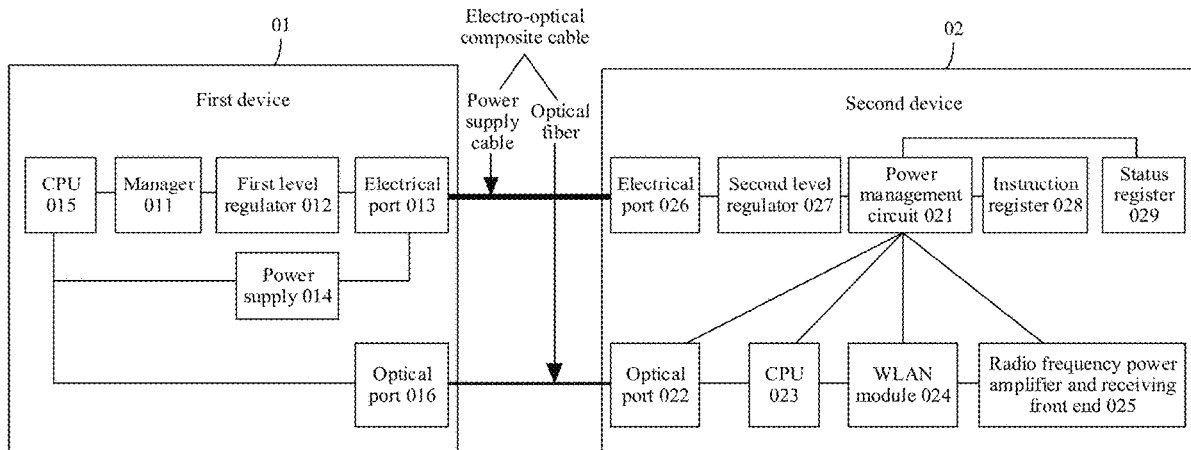 01
Electro-optical
composite cable
02
First device
Power
supply
cable
Optical
fiber
Second device
CPU
015
Manager
011
First level
regulator 012
Electrical
port 013
Electrical
port 026
Second level
regulator 027
Power
management
circuit 021
Instruction
register 028
Status
register
029
Power
supply 014
Optical
port 016
Optical
port 022
CPU
023
WLAN
module 024
Radio frequency power
amplifier and receiving
front end 025